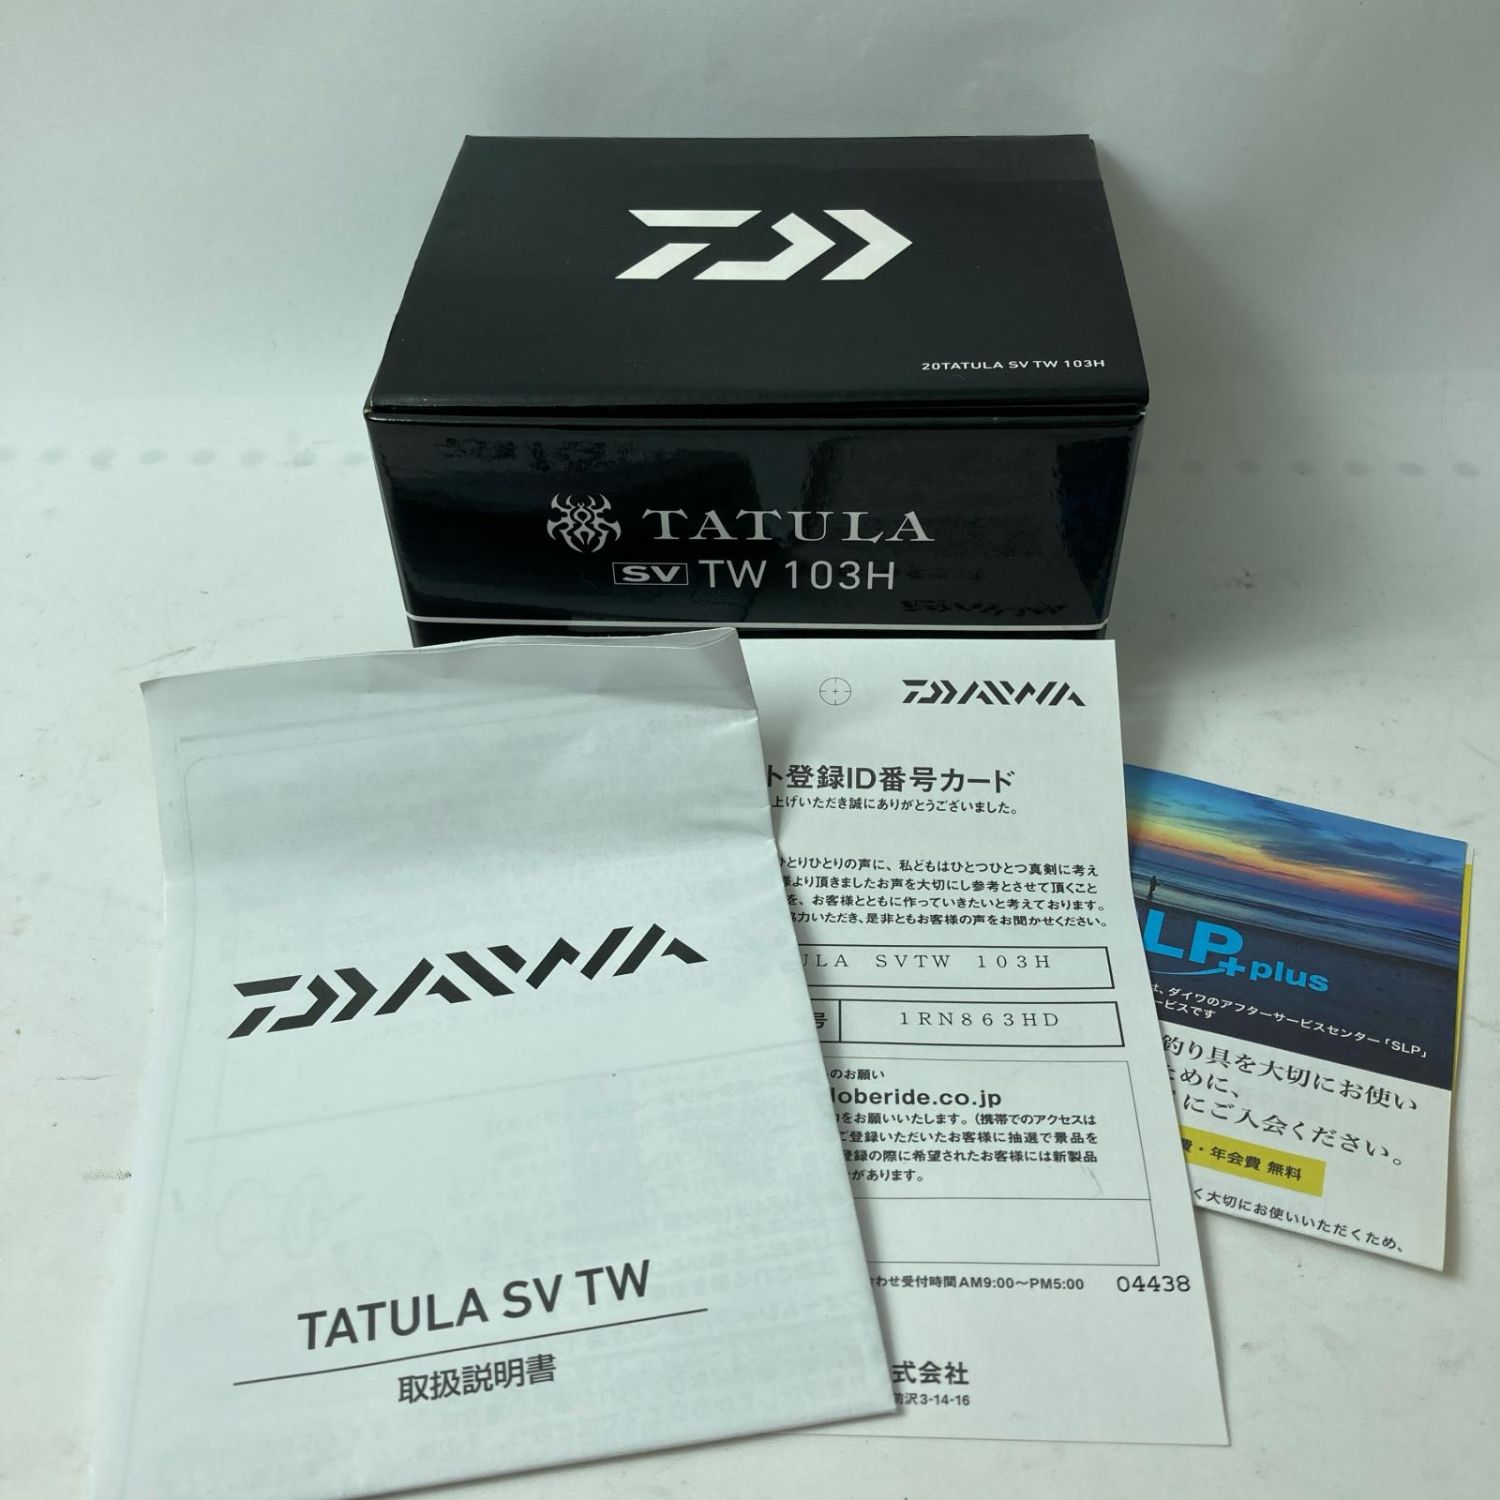 20TATULA SV TW 103H
TATULA
SV TW 103H
DAIWA
ト登録ID番号カード
上げいただき誠にありがとうございました。
ひとりひとりの声に、私どもはひとつひとつ真剣に考え
様より頂きましたお声を大切にし参考とさせて頂くこと
を、お客様とともに作っていきたいと考えております。
協力いただき、是非ともお客様の声をお聞かせください。
ULA SVTW 103H
号 1RN863HD
のお願い
loberide.co.jp
をお願いいたします。(携帯でのアクセスは
ご登録いただいたお客様に抽選で景品を
登録の際に希望されたお客様には新製品
があります。
わせ受付時間AM9:00〜PM5:00 04438
式会社
前沢3-14-16
DAIWA
TATULA SV TW
取扱説明書
SLP+plus
は、ダイワのアフターサービスセンター「SLP」
ービスです
釣り具を大切にお使い
ために、
にご入会ください。
費・年会費 無料
く大切にお使いいただくため、